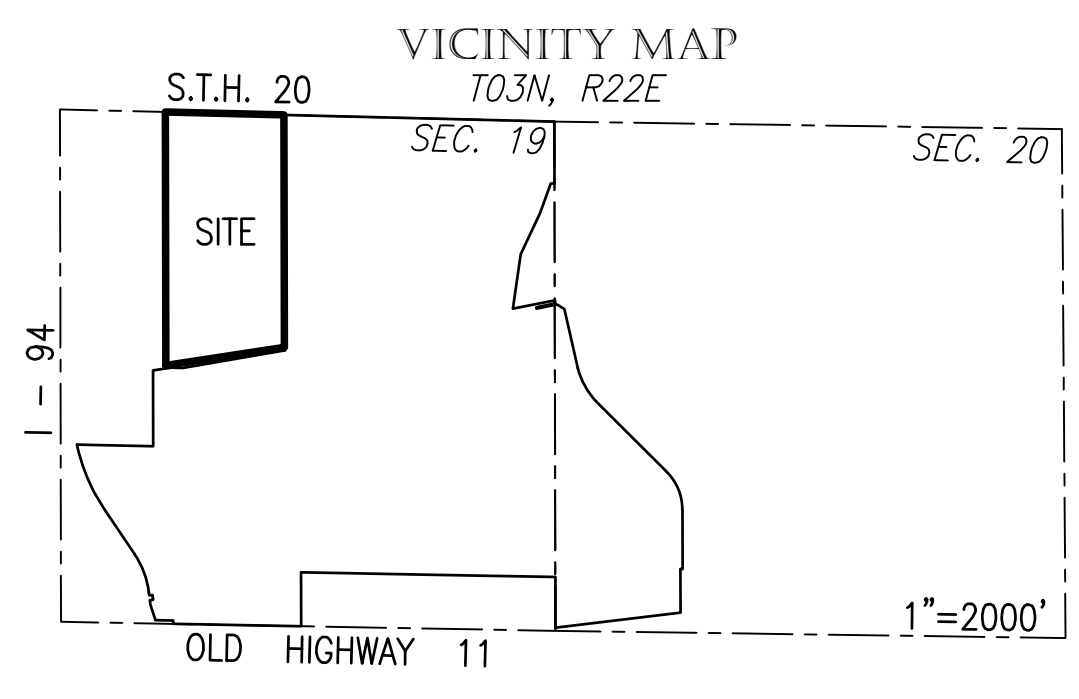 VICINITY MAP
T03N, R22E
S.T.H. 20
SEC. 19
SEC. 20
SITE
I - 94
1"=2000'
OLD HIGHWAY 11